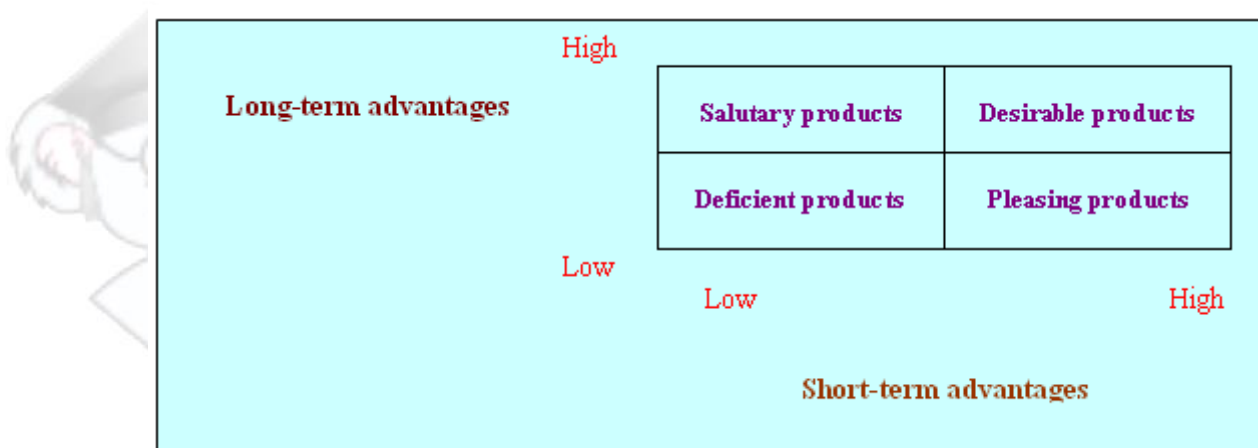 High
Long-term advantages
Salutary products Desirable products
Deficient products Pleasing products
Low
Low High
Short-term advantages